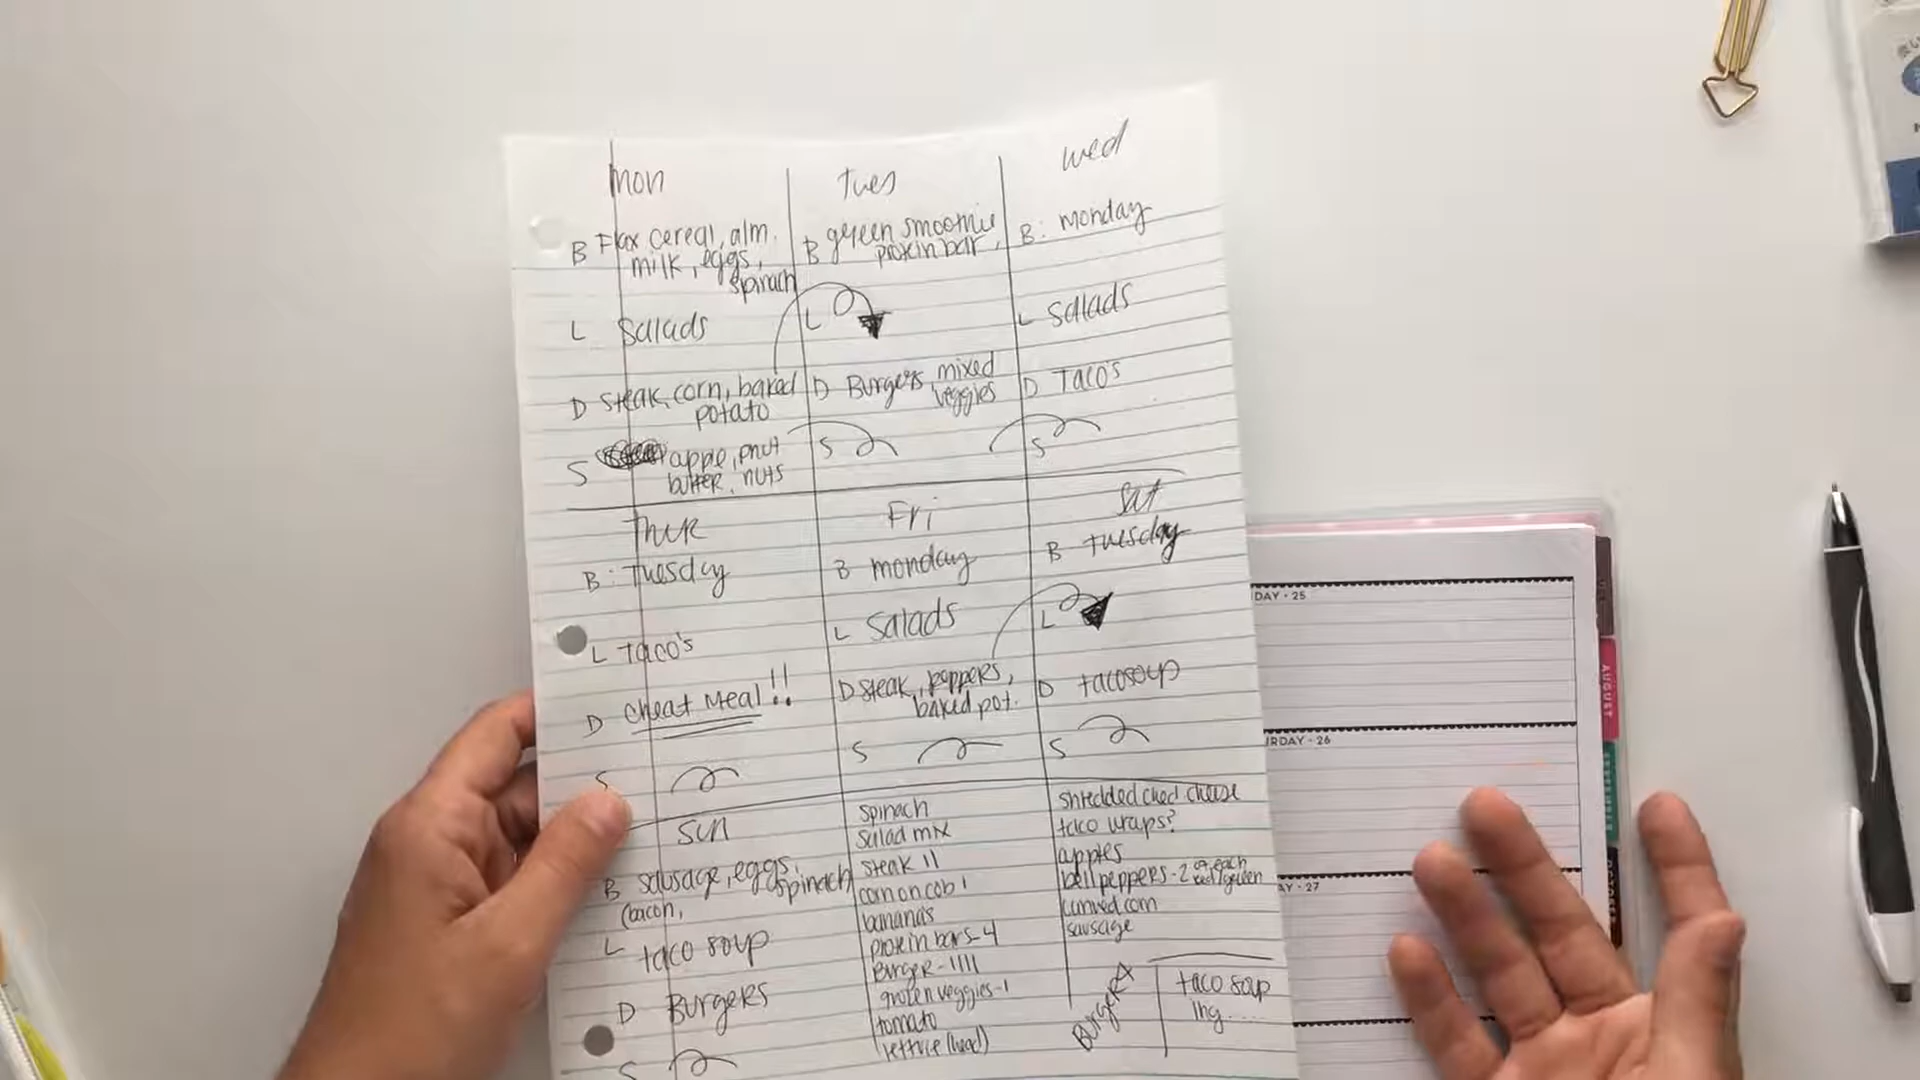 mon
B Flax cereal, alm.
milk, eggs,
spinach
L Salads
D Steak, corn, baked
potato
S apple, pnut
butter, nuts
Tues
B green smoothie
protein bar,
L
D Burgers, mixed
veggies
S
wed
B: monday
L Salads
D Taco's
S
Thur
B: Tuesday
L taco's
D Cheat Meal!!
S
Fri
B monday
L Salads
D Steak, peppers,
baked pot.
S
Sat
B tuesday
L
D tacosoup
S
Sun
B sausage, eggs,
spinach
(bacon,
L taco soup
D Burgers
S
spinach
salad mix
steak 11
corn on cob 1
bananas
protein bars-4
Burger-1111
frozen veggies-1
tomato
lettuce (head)
shredded ched cheese
taco wraps?
apples
bell peppers-2 of each
red/green
canned corn
sausage
Burger
taco soup
ing.....
DAY · 25
URDAY · 26
AY · 27
AUGUST
OCTOBER